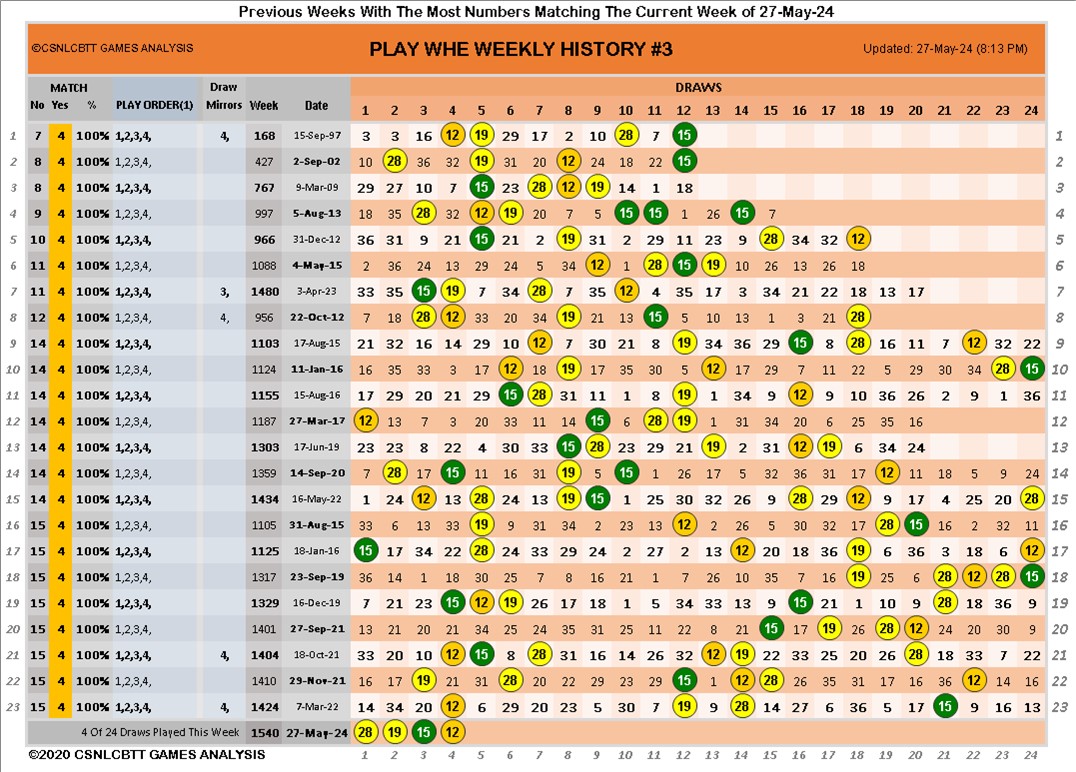 Previous Weeks With The Most Numbers Matching The Current Week of 27-May-24
©CSNLCBTT GAMES ANALYSIS PLAY WHE WEEKLY HISTORY #3 Updated: 27-May-24 (8:13 PM)
MATCH Draw DRAWS
No Yes % PLAY ORDER(1) Mirrors Week Date 1 2 3 4 5 6 7 8 9 10 11 12 13 14 15 16 17 18 19 20 21 22 23 24
1 7 4 100% 1,2,3,4, 4, 168 15-Sep-97 3 3 16 12 19 29 17 2 10 28 7 15 1
2 8 4 100% 1,2,3,4, 427 2-Sep-02 10 28 36 32 19 31 20 12 24 18 22 15 2
3 8 4 100% 1,2,3,4, 767 9-Mar-09 29 27 10 7 15 23 28 12 19 14 1 18 3
4 9 4 100% 1,2,3,4, 997 5-Aug-13 18 35 28 32 12 19 20 7 5 15 15 1 26 15 7 4
5 10 4 100% 1,2,3,4, 966 31-Dec-12 36 31 9 21 15 21 2 19 31 2 29 11 23 9 28 34 32 12 5
6 11 4 100% 1,2,3,4, 1088 4-May-15 2 36 24 13 29 24 5 34 12 1 28 15 19 10 26 13 26 18 6
7 11 4 100% 1,2,3,4, 3, 1480 3-Apr-23 33 35 15 19 7 34 28 7 35 12 4 35 17 3 34 21 22 18 13 17 7
8 12 4 100% 1,2,3,4, 4, 956 22-Oct-12 7 18 28 12 33 20 34 19 21 13 15 5 10 13 1 3 21 28 8
9 14 4 100% 1,2,3,4, 1103 17-Aug-15 21 32 16 14 29 10 12 7 30 21 8 19 34 36 29 15 8 28 16 11 7 12 32 22 9
10 14 4 100% 1,2,3,4, 1124 11-Jan-16 16 35 33 3 17 12 18 19 17 35 30 5 12 17 29 16 11 22 5 29 30 34 28 15 10
11 14 4 100% 1,2,3,4, 1155 15-Aug-16 17 29 20 21 29 15 28 31 11 1 8 19 1 34 9 12 9 10 36 26 2 9 1 36 11
12 14 4 100% 1,2,3,4, 1187 27-Mar-17 12 13 7 3 20 33 11 14 15 6 28 19 1 31 34 20 6 25 35 16 12
13 14 4 100% 1,2,3,4, 1303 17-Jun-19 23 23 8 22 4 30 33 15 28 23 29 21 19 2 31 12 19 6 34 24 13
14 14 4 100% 1,2,3,4, 1359 14-Sep-20 7 28 17 15 11 16 31 19 5 15 1 26 17 5 32 36 31 17 12 11 18 5 9 24 14
15 14 4 100% 1,2,3,4, 1434 16-May-22 1 24 12 13 28 24 13 19 15 1 25 30 32 26 9 28 29 12 9 17 4 25 20 28 15
16 15 4 100% 1,2,3,4, 1105 31-Aug-15 33 6 13 33 19 9 31 34 2 23 13 12 2 26 5 30 32 17 28 15 16 2 32 11 16
17 15 4 100% 1,2,3,4, 1125 18-Jan-16 15 17 34 22 28 24 33 29 24 2 27 2 13 12 20 18 36 19 6 36 3 18 6 12 17
18 15 4 100% 1,2,3,4, 1317 23-Sep-19 36 14 1 18 30 25 7 8 16 21 1 7 26 10 35 7 16 19 25 6 28 12 28 15 18
19 15 4 100% 1,2,3,4, 1329 16-Dec-19 7 21 23 15 12 19 26 17 18 1 5 34 33 13 9 15 21 1 10 9 28 18 36 9 19
20 15 4 100% 1,2,3,4, 1401 27-Sep-21 13 21 20 21 34 25 24 35 31 25 11 22 8 21 15 17 19 26 28 12 24 20 30 9 20
21 15 4 100% 1,2,3,4, 4, 1404 18-Oct-21 33 20 10 12 15 8 28 31 16 14 26 32 12 19 22 33 25 20 26 28 18 33 7 22 21
22 15 4 100% 1,2,3,4, 1410 29-Nov-21 16 17 19 21 31 28 20 22 29 23 29 15 1 12 28 26 35 31 17 16 36 12 14 16 22
23 15 4 100% 1,2,3,4, 4, 1424 7-Mar-22 14 34 20 12 6 29 20 23 5 30 7 19 9 28 14 27 6 36 5 17 15 9 16 13 23
4 Of 24 Draws Played This Week 1540 27-May-24 28 19 15 12
©2020 CSNLCBTT GAMES ANALYSIS 1 2 3 4 5 6 7 8 9 10 11 12 13 14 15 16 17 18 19 20 21 22 23 24